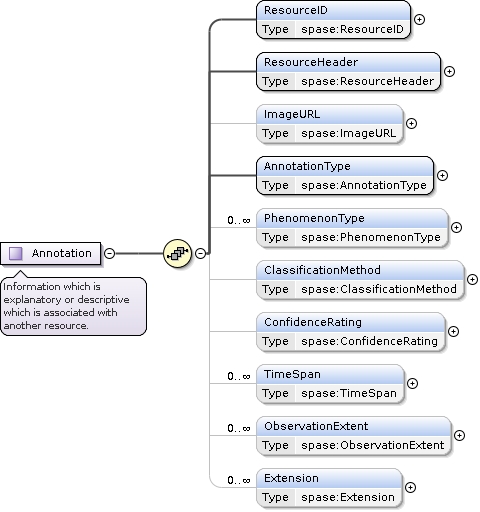 ResourceID
Type spase:ResourceID
ResourceHeader
Type spase:ResourceHeader
ImageURL
Type spase:ImageURL
AnnotationType
Type spase:AnnotationType
0..∞
PhenomenonType
Type spase:PhenomenonType
Annotation
Information which is
explanatory or descriptive
which is associated with
another resource.
ClassificationMethod
Type spase:ClassificationMethod
ConfidenceRating
Type spase:ConfidenceRating
0..∞
TimeSpan
Type spase:TimeSpan
0..∞
ObservationExtent
Type spase:ObservationExtent
0..∞
Extension
Type spase:Extension